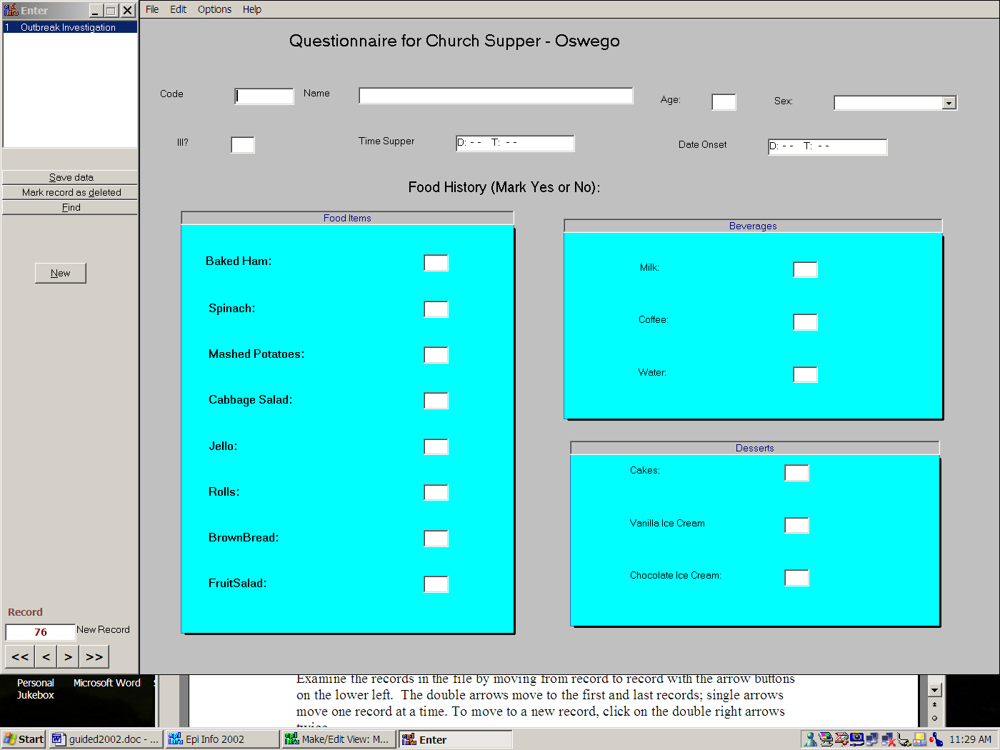 Enter
File Edit Options Help
1 Outbreak Investigation
Questionnaire for Church Supper - Oswego
Code
Name
Age:
Sex:
Ill?
Time Supper
D: - - T: - -
Date Onset
D: - - T: - -
Save data
Mark record as deleted
Find
New
Food History (Mark Yes or No):
Food Items
Baked Ham:
Spinach:
Mashed Potatoes:
Cabbage Salad:
Jello:
Rolls:
BrownBread:
FruitSalad:
Beverages
Milk:
Coffee:
Water:
Desserts
Cakes:
Vanilla Ice Cream
Chocolate Ice Cream:
Record
76 New Record
<< < > >>
Personal Jukebox
Microsoft Word
Examine the records in the file by moving from record to record with the arrow buttons
on the lower left. The double arrows move to the first and last records; single arrows
move one record at a time. To move to a new record, click on the double right arrows
twice
Start
guided2002.doc - ...
Epi Info 2002
Make/Edit View: M...
Enter
11:29 AM